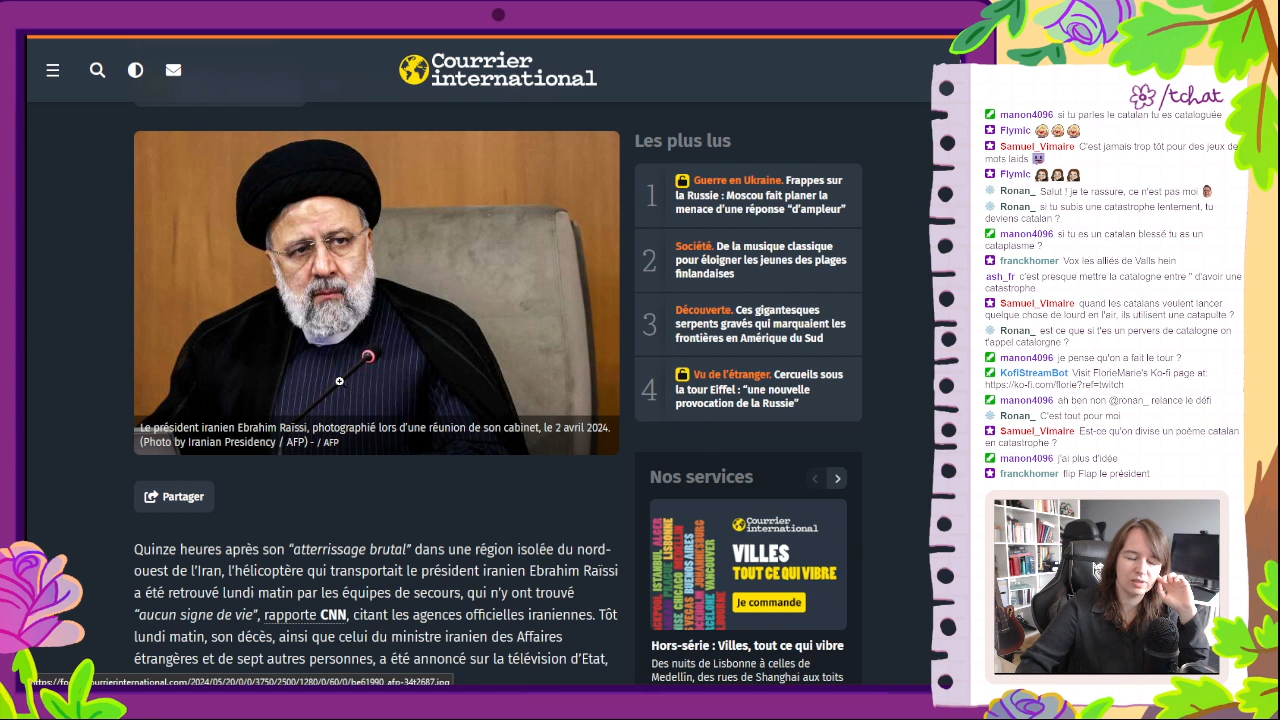 Courrier
international
Le président iranien Ebrahim Raïssi, photographié lors d’une réunion de son cabinet, le 2 avril 2024.
(Photo by Iranian Presidency / AFP) - / AFP
Partager
Quinze heures après son “atterrissage brutal” dans une région isolée du nord-
ouest de l’Iran, l’hélicoptère qui transportait le président iranien Ebrahim Raïssi
a été retrouvé lundi matin par les équipes de secours, qui n’y ont trouvé
“aucun signe de vie”, rapporte CNN, citant les agences officielles iraniennes. Tôt
lundi matin, son décès, ainsi que celui du ministre iranien des Affaires
étrangères et de sept autres personnes, a été annoncé sur la télévision d’Etat,
Les plus lus
1
Guerre en Ukraine. Frappes sur
la Russie : Moscou fait planer la
menace d’une réponse “d’ampleur”
2
Société. De la musique classique
pour éloigner les jeunes des plages
finlandaises
3
Découverte. Ces gigantesques
serpents gravés qui marquaient les
frontières en Amérique du Sud
4
Vu de l’étranger. Cercueils sous
la tour Eiffel : “une nouvelle
provocation de la Russie”
Nos services
Courrier
international
VILLES
TOUT CE QUI VIBRE
Je commande
Hors-série : Villes, tout ce qui vibre
Des nuits de Lisbonne à celles de
Medellín, des rues de Shanghai aux toits
/tchat
manon4096 si tu parles le catalan tu es cataloguée
Flymic
Samuel_Vimaire C'est jamais trop tôt pour des jeux de
mots laids
Flymic
Ronan_ Salut ! je te rassure, ce n'est pas moi
Ronan_ si tu subis une catastrophe lentement, tu
deviens catalan ?
manon4096 si tu es un catalan blessé tu as un
cataplasme ?
franckhomer Vox les alliés de Valls hein
ash_fr c'est presque mettre la catalogne entre '' d'avoir une
catastrophe
Samuel_Vimaire quand les catalans veulent lancer
quelque chose de lourd en l'air, ils utilisent une catapulte ?
Ronan_ est ce que si t'es un pervers de catalogne on
t'appel catalorgne ?
manon4096 je pense qu'on a fait le tour ?
KofiStreamBot Visit FlorieMarie's Ko-fi page at:
https://ko-fi.com/florie?ref=twitch
manon4096 ah ben non @ronan_ relance le défi
Ronan_ C'est tout pour moi
Samuel_Vimaire Est-ce qu'on divise un poème catalan
en catastrophe ?
manon4096 j'ai plus d'idée
franckhomer flip Flap le président